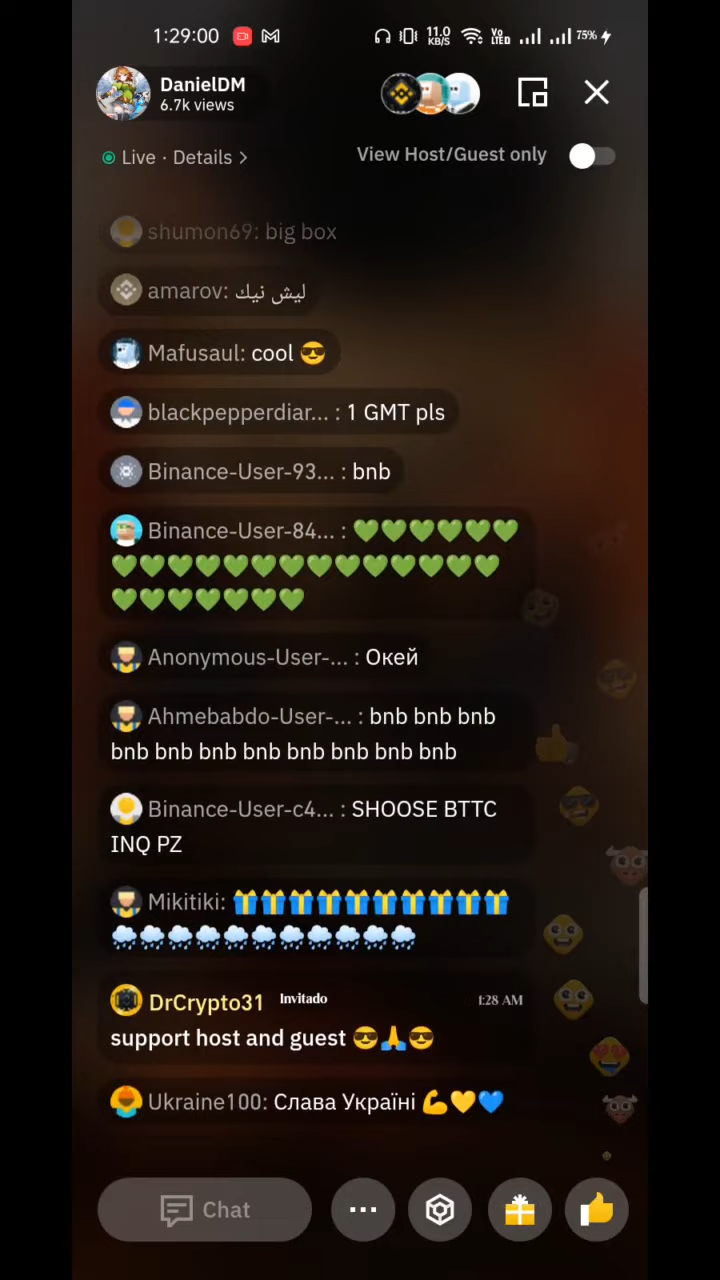 1:29:00 11.0 KB/S Vo LTED 75%
DanielDM
6.7k views
Live · Details >
View Host/Guest only
shumon69: big box
amarov: ليش نيك
Mafusaul: cool 😎
blackpepperdiar... : 1 GMT pls
Binance-User-93... : bnb
Binance-User-84... : 💚💚💚💚💚💚
💚💚💚💚💚💚💚💚💚💚💚💚💚💚
💚💚💚💚💚💚💚
Anonymous-User-... : Окей
Ahmebabdo-User-... : bnb bnb bnb
bnb bnb bnb bnb bnb bnb bnb bnb
Binance-User-c4... : SHOOSE BTTC
INQ PZ
Mikitiki: 🎁🎁🎁🎁🎁🎁🎁🎁🎁🎁
🌧🌧🌧🌧🌧🌧🌧🌧🌧🌧🌧
DrCrypto31 Invitado 1:28 AM
support host and guest 😎🙏😎
Ukraine100: Слава Україні 💪💛💙
Chat